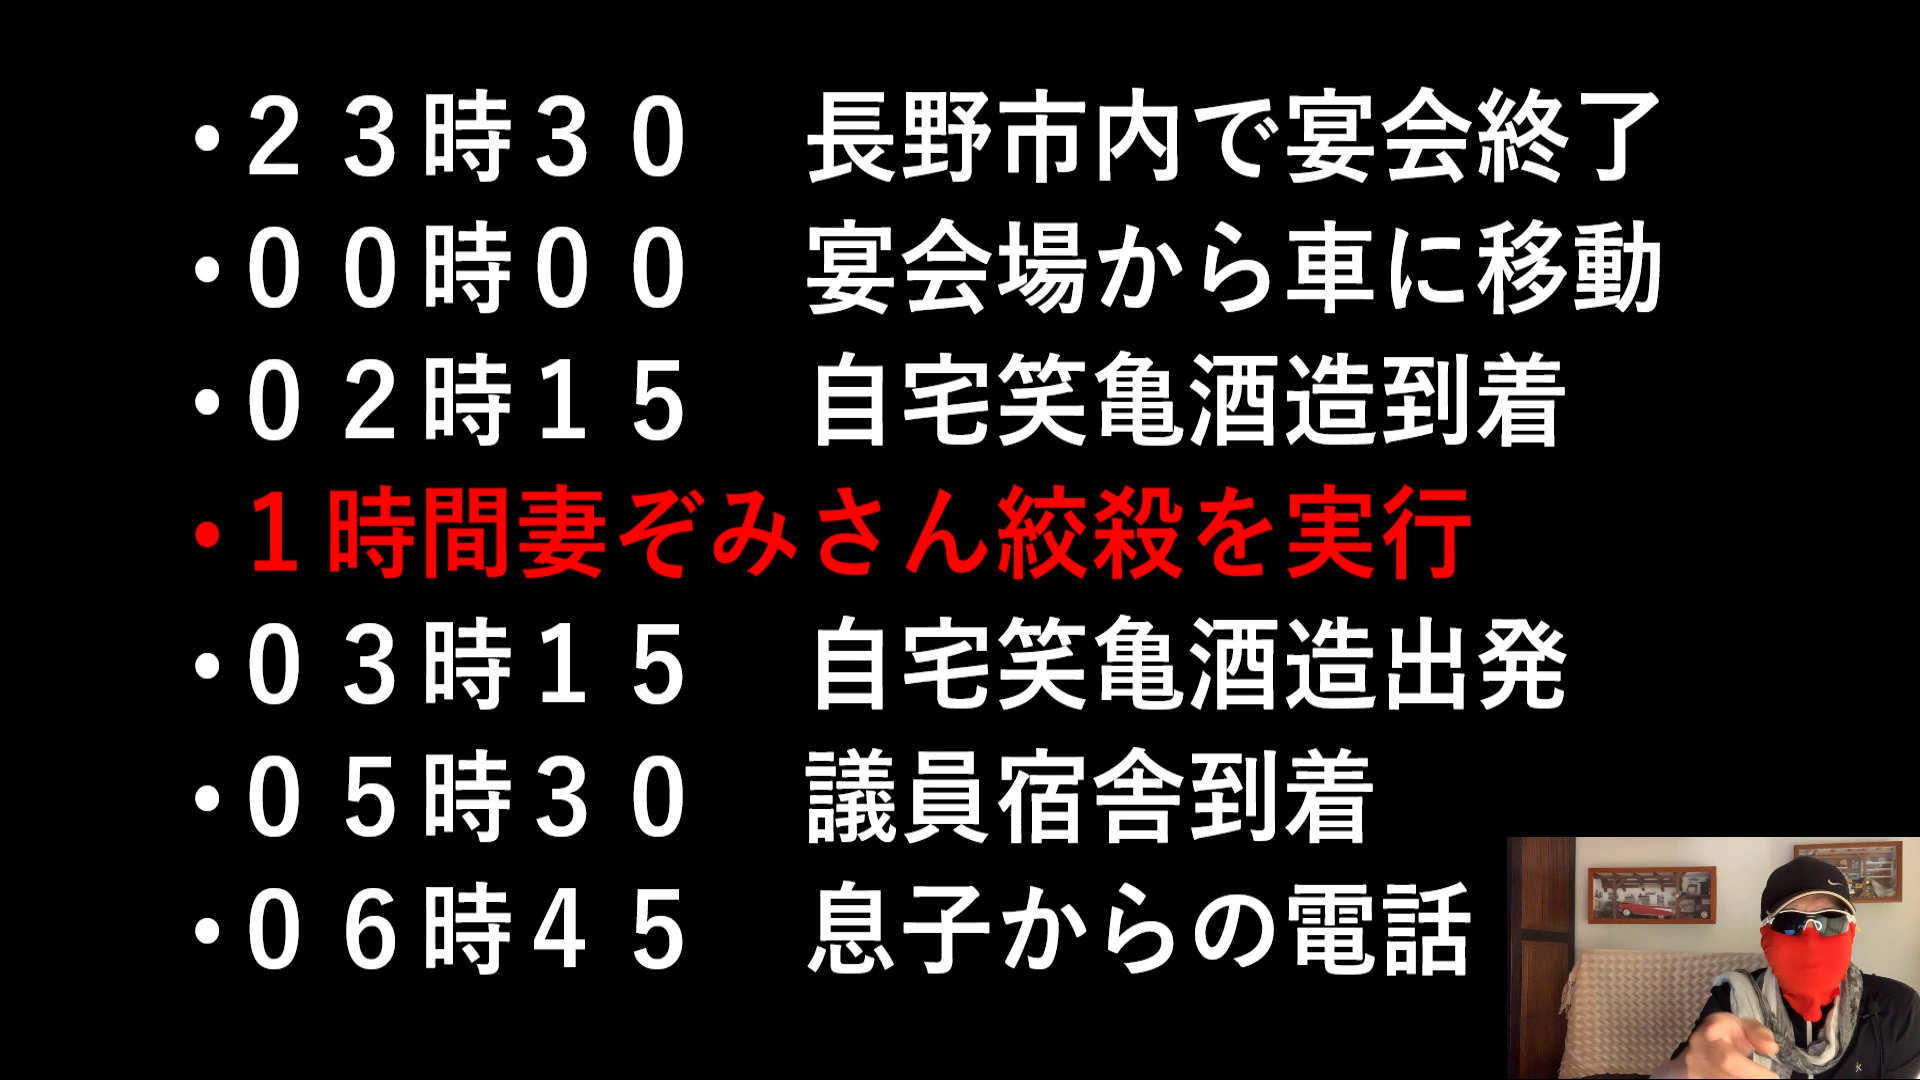 •２３時３０　長野市内で宴会終了
•００時００　宴会場から車に移動
•０２時１５　自宅笑亀酒造到着
•１時間妻ぞみさん絞殺を実行
•０３時１５　自宅笑亀酒造出発
•０５時３０　議員宿舎到着
•０６時４５　息子からの電話